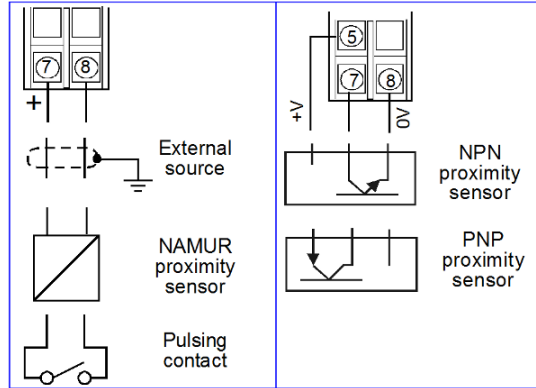 7 8
+
External
source
NAMUR
proximity
sensor
Pulsing
contact
5
7 8
+V
0V
NPN
proximity
sensor
PNP
proximity
sensor